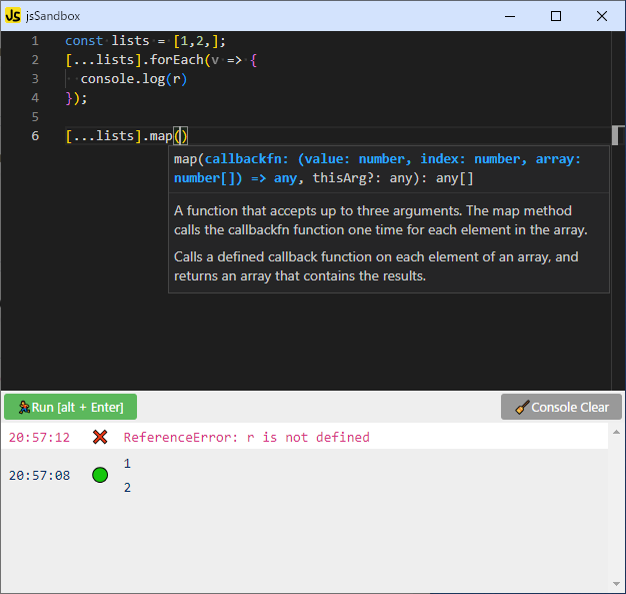 JS jsSandbox
1 const lists = [1,2,];
2 [...lists].forEach(v => {
3 console.log(r)
4 });
5
6 [...lists].map()
map(callbackfn: (value: number, index: number, array:
number[]) => any, thisArg?: any): any[]
A function that accepts up to three arguments. The map method
calls the callbackfn function one time for each element in the array.
Calls a defined callback function on each element of an array, and
returns an array that contains the results.
Run [alt + Enter] Console Clear
20:57:12 ReferenceError: r is not defined
1
20:57:08
2